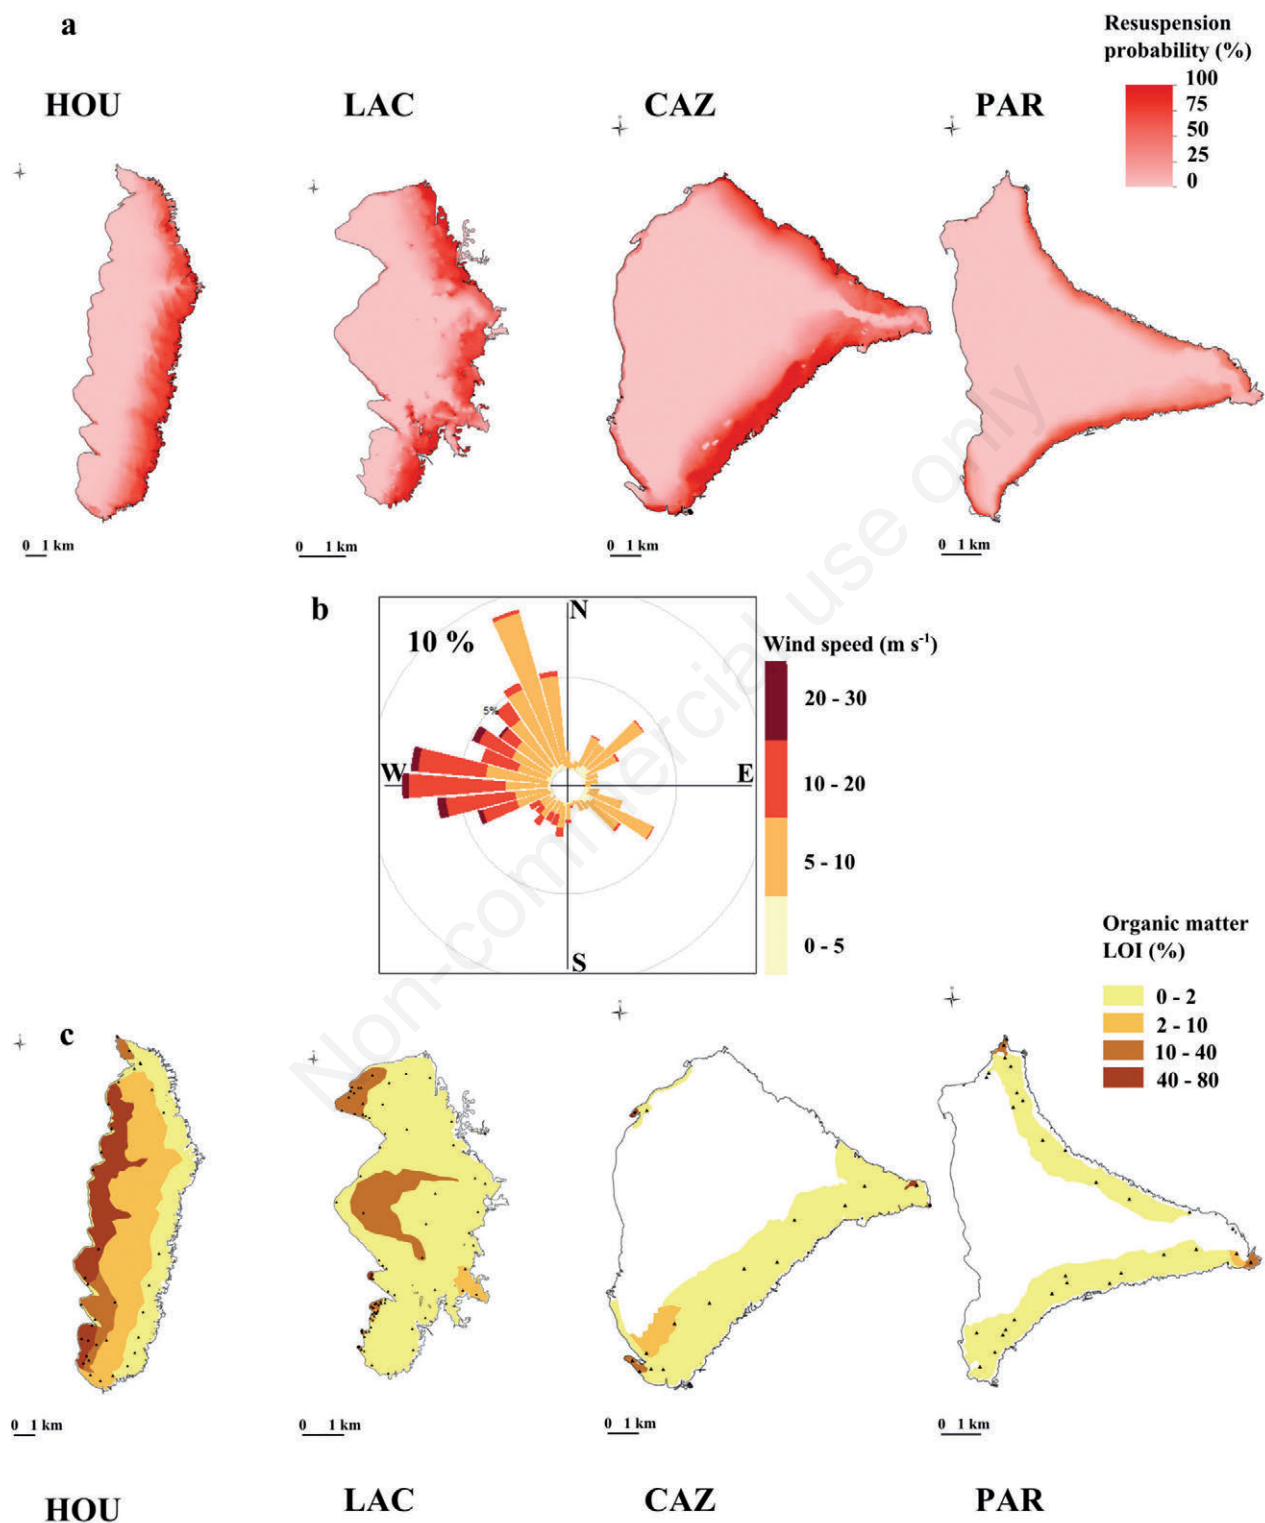 a
Resuspension
probability (%)
100
75
50
25
0
HOU
LAC
CAZ
PAR
0 1 km
0 1 km
0 1 km
0 1 km
b
10 %
5%
N
W
E
S
Wind speed (m s-1)
20 - 30
10 - 20
5 - 10
0 - 5
Organic matter
LOI (%)
0 - 2
2 - 10
10 - 40
40 - 80
c
0 1 km
0 1 km
0 1 km
0 1 km
HOU
LAC
CAZ
PAR
Non-commercial use only